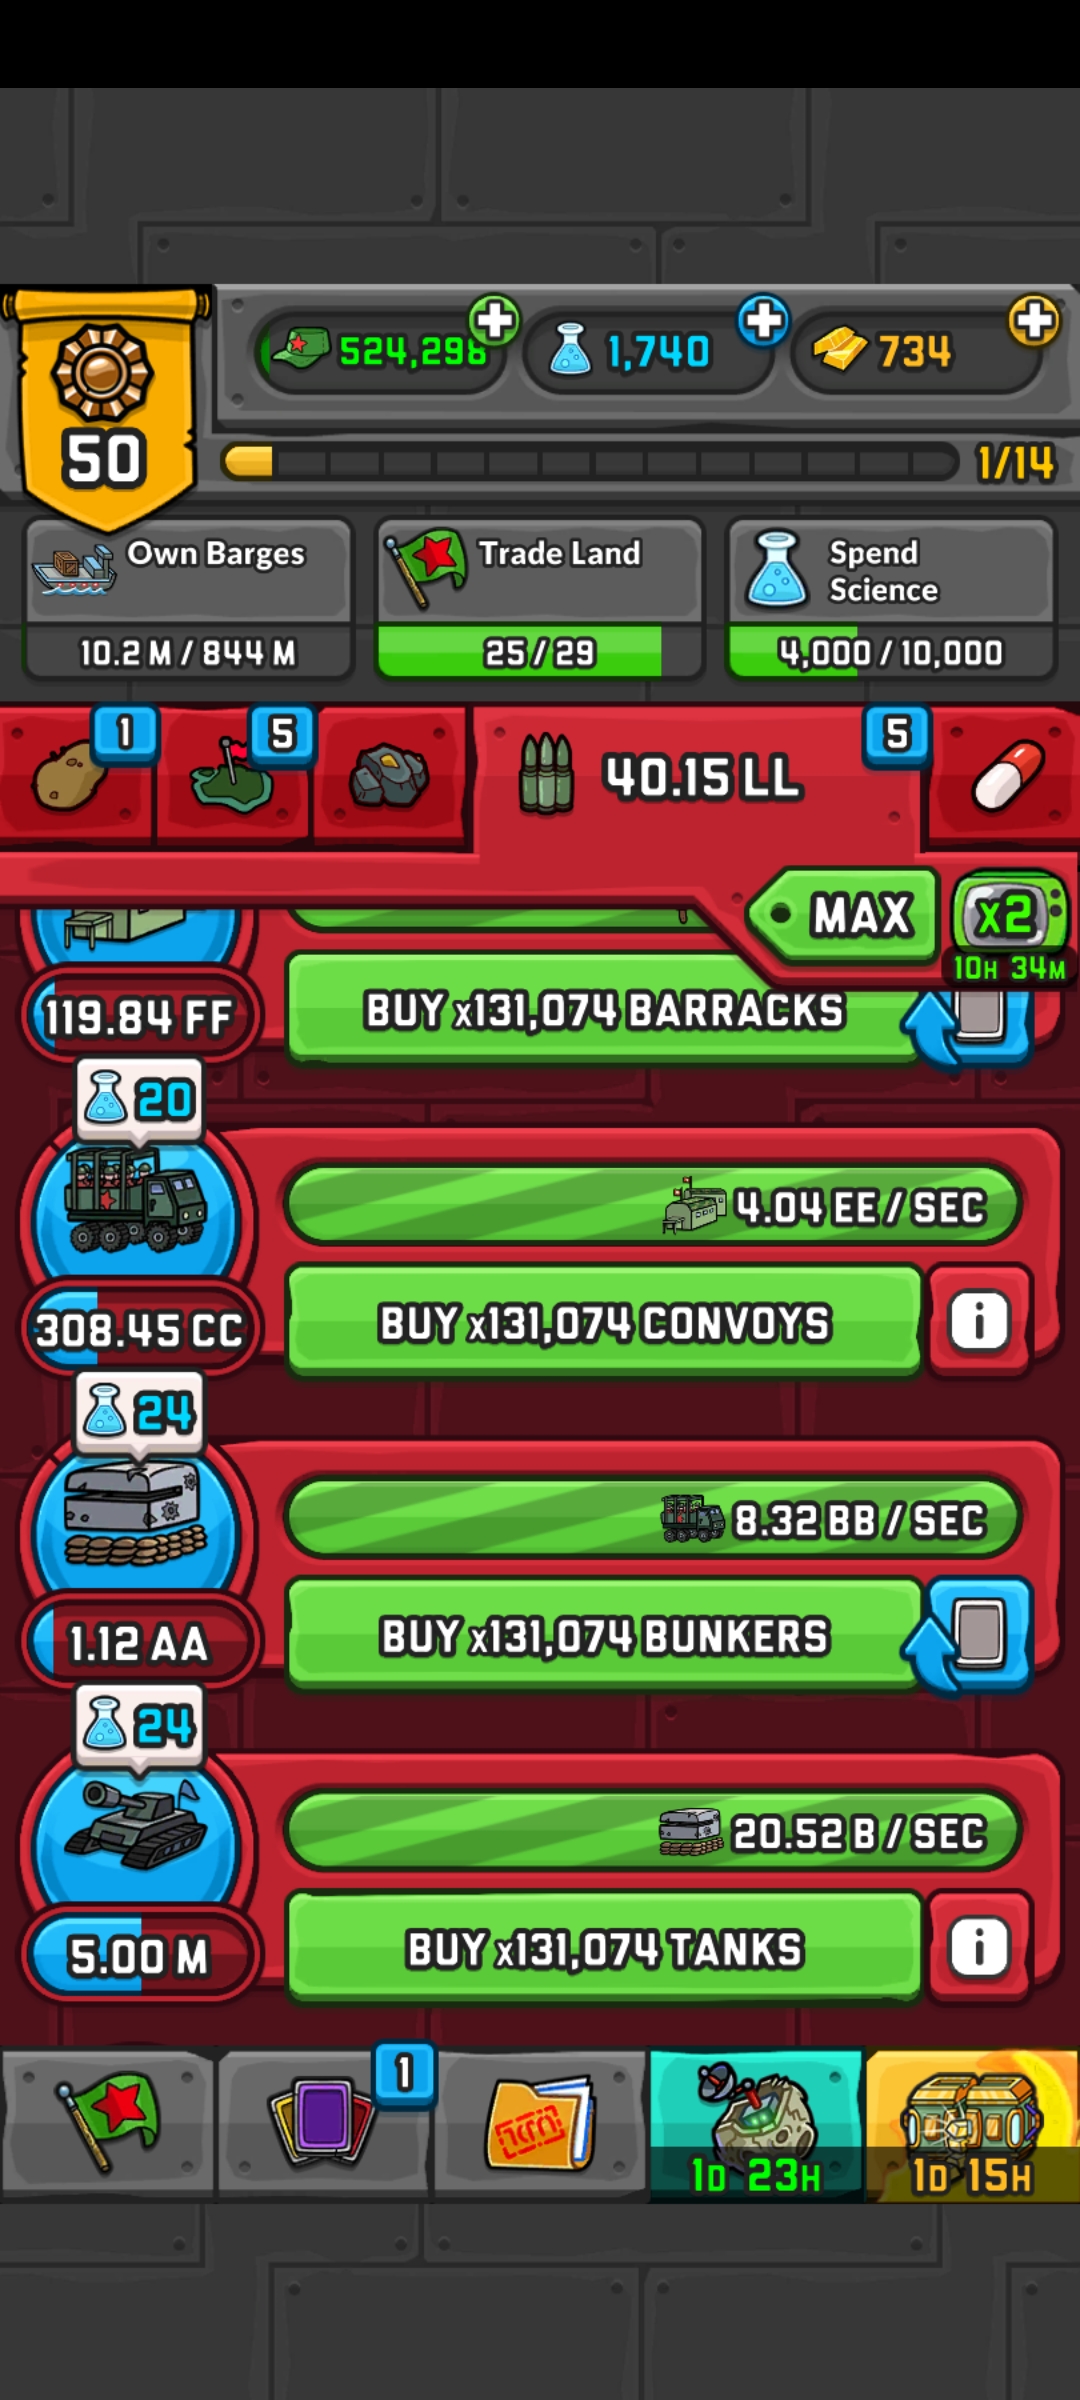 50
524,298
1,740
734
1/14
Own Barges
10.2 M / 844 M
Trade Land
25 / 29
Spend
Science
4,000 / 10,000
1
5
40.15 LL
5
MAX
x2
10H 34M
119.84 FF
BUY x131,074 BARRACKS
20
4.04 EE / SEC
308.45 CC
BUY x131,074 CONVOYS
i
24
8.32 BB / SEC
1.12 AA
BUY x131,074 BUNKERS
24
20.52 B / SEC
5.00 M
BUY x131,074 TANKS
i
1
1D 23H
1D 15H